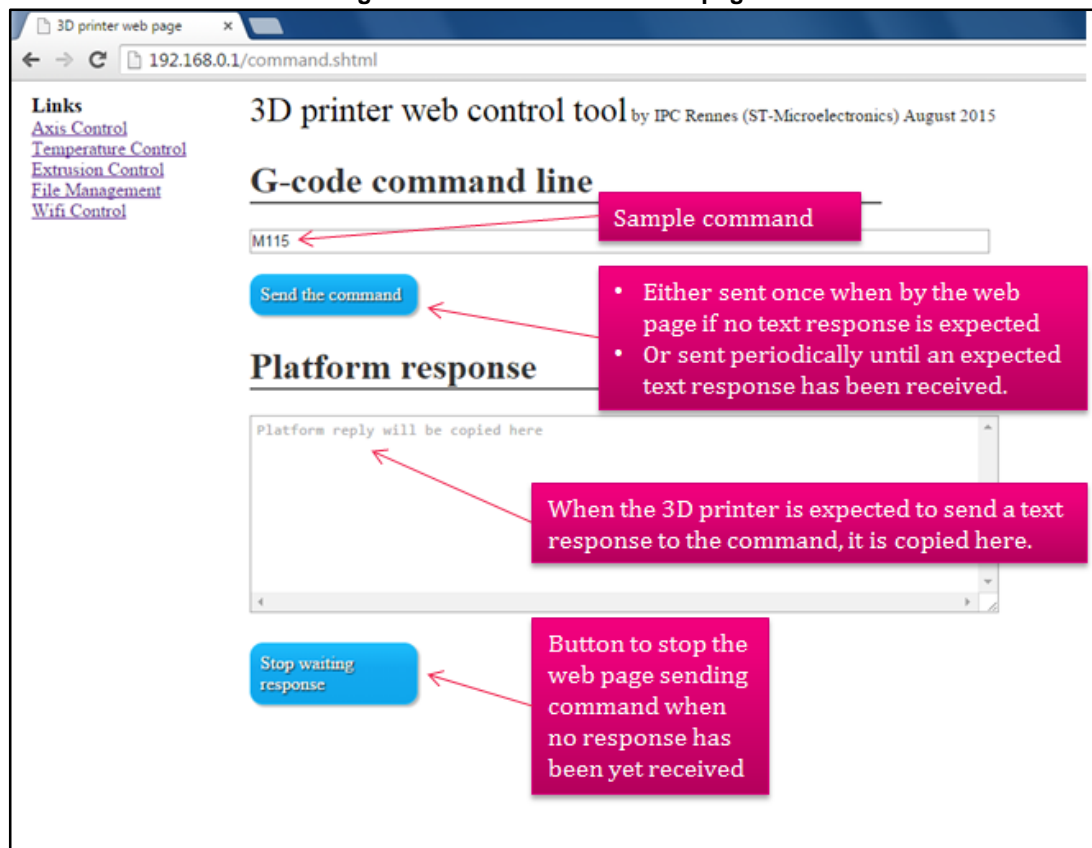 3D printer web page
192.168.0.1/command.shtml
Links
Axis Control
Temperature Control
Extrusion Control
File Management
Wifi Control
3D printer web control tool by IPC Rennes (ST-Microelectronics) August 2015
G-code command line
M115
Sample command
Send the command
• Either sent once when by the web
page if no text response is expected
• Or sent periodically until an expected
text response has been received.
Platform response
Platform reply will be copied here
When the 3D printer is expected to send a text
response to the command, it is copied here.
Stop waiting
response
Button to stop the
web page sending
command when
no response has
been yet received